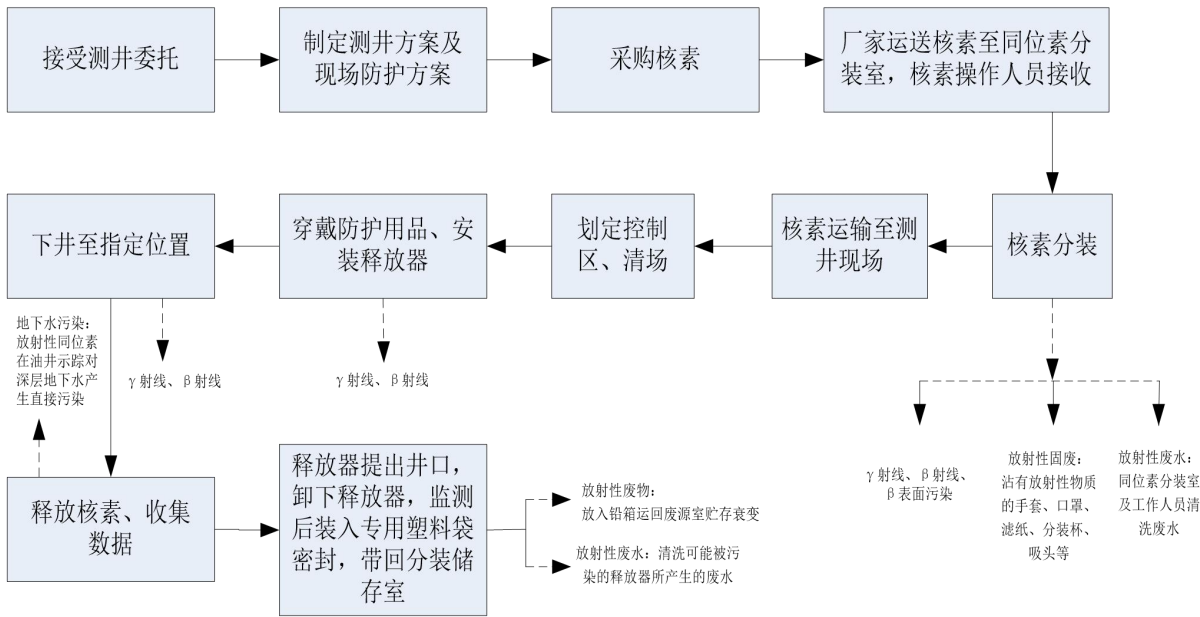 接受测井委托
制定测井方案及
现场防护方案
采购核素
厂家运送核素至同位素分
装室，核素操作人员接收
下井至指定位置
穿戴防护用品、安
装释放器
划定控制
区、清场
核素运输至测
井现场
核素分装
地下水污染：
放射性同位素
在油井示踪对
深层地下水产
生直接污染
γ射线、β射线
γ射线、β射线
γ射线、β射线、
β表面污染
放射性固废：
沾有放射性物质
的手套、口罩、
滤纸、分装杯、
吸头等
放射性废水：
同位素分装室
及工作人员清
洗废水
释放核素、收集
数据
释放器提出井口，
卸下释放器，监测
后装入专用塑料袋
密封，带回分装储
存室
放射性废物：
放入铅箱运回废源室贮存衰变
放射性废水：清洗可能被污
染的释放器所产生的废水